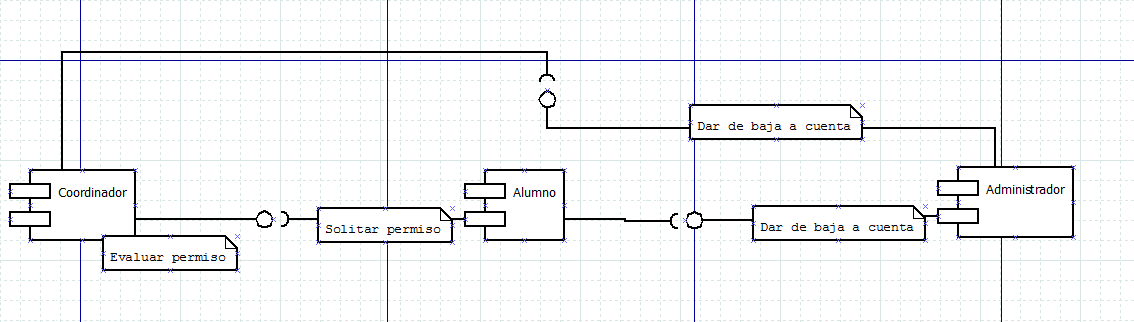 Dar de baja a cuenta
Coordinador
Alumno
Administrador
Solitar permiso
Dar de baja a cuenta
Evaluar permiso